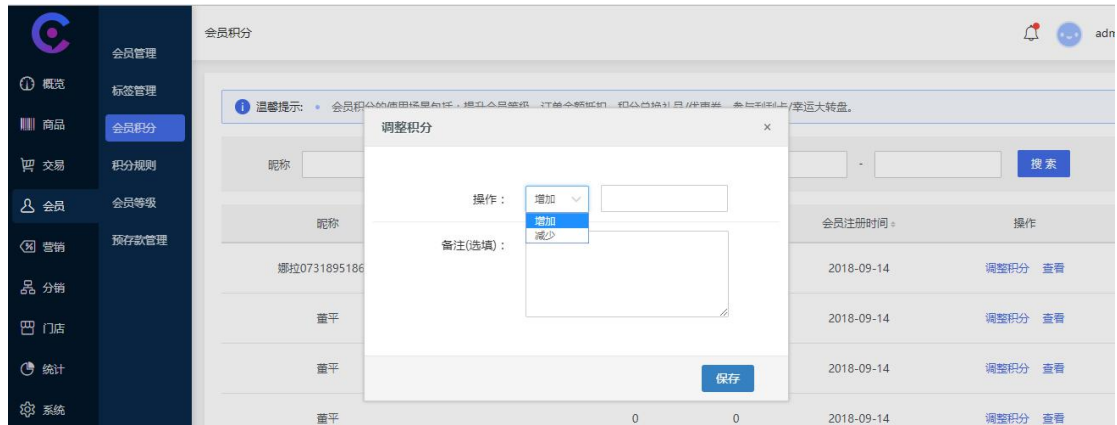 会员积分
adm
概览
商品
交易
会员
营销
分销
门店
统计
系统
会员管理
标签管理
会员积分
积分规则
会员等级
预存款管理
温馨提示: 会员积分的使用场景包括：提升会员等级、订单金额抵扣、积分兑换礼品/优惠券、参与刮刮卡/幸运大转盘。
昵称 - 搜索
昵称 会员注册时间 操作
娜拉0731895186 2018-09-14 调整积分 查看
董平 2018-09-14 调整积分 查看
董平 2018-09-14 调整积分 查看
董平 0 0 2018-09-14 调整积分 查看
调整积分 ×
操作： 增加
增加
减少
备注(选填)：
保存